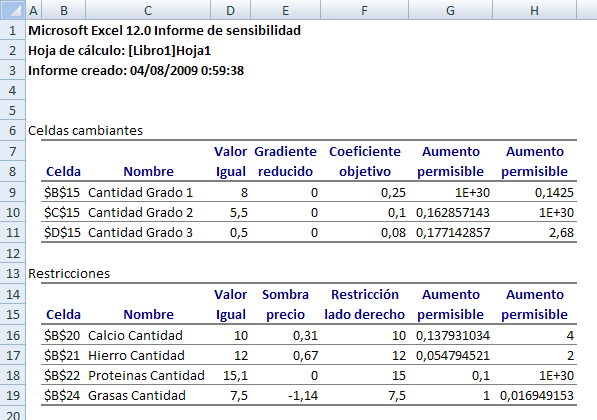 A B C D E F G H
1 Microsoft Excel 12.0 Informe de sensibilidad
2 Hoja de cálculo: [Libro1]Hoja1
3 Informe creado: 04/08/2009 0:59:38
4
5
6 Celdas cambiantes
7 Valor Gradiente Coeficiente Aumento Aumento
8 Celda Nombre Igual reducido objetivo permisible permisible
9 $B$15 Cantidad Grado 1 8 0 0,25 1E+30 0,1425
10 $C$15 Cantidad Grado 2 5,5 0 0,1 0,162857143 1E+30
11 $D$15 Cantidad Grado 3 0,5 0 0,08 0,177142857 2,68
12
13 Restricciones
14 Valor Sombra Restricción Aumento Aumento
15 Celda Nombre Igual precio lado derecho permisible permisible
16 $B$20 Calcio Cantidad 10 0,31 10 0,137931034 4
17 $B$21 Hierro Cantidad 12 0,67 12 0,054794521 2
18 $B$22 Proteinas Cantidad 15,1 0 15 0,1 1E+30
19 $B$24 Grasas Cantidad 7,5 -1,14 7,5 1 0,016949153
20